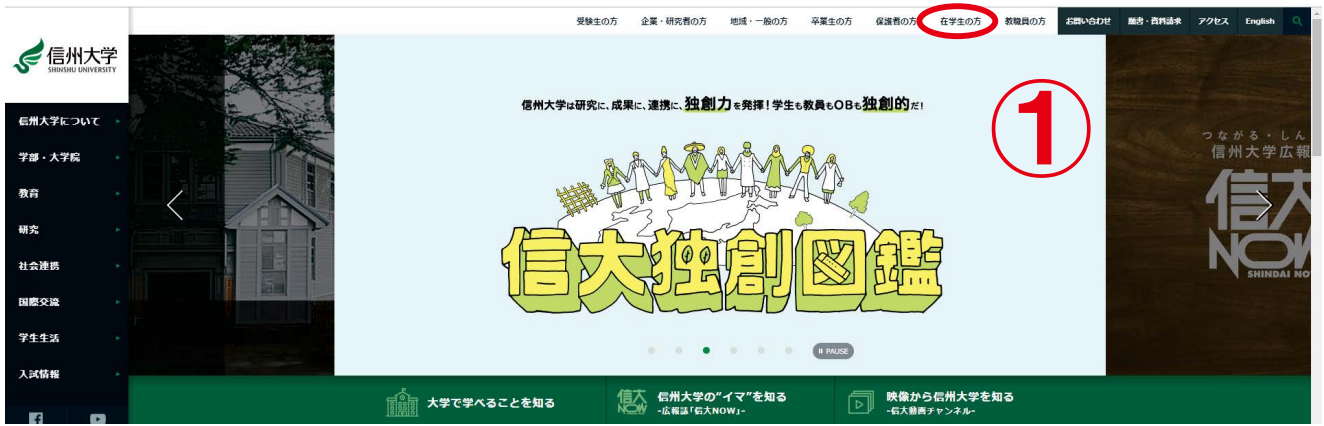 受験生の方 企業・研究者の方 地域・一般の方 卒業生の方 保護者の方 在学生の方 教職員の方 お問い合わせ 願書・資料請求 アクセス English
信州大学
SHINSHU UNIVERSITY
信州大学について
学部・大学院
教育
研究
社会連携
国際交流
学生生活
入試情報
信州大学は研究に、成果に、連携に、独創力を発揮！学生も教員もOBも独創的だ！
信大独創図鑑
PAUSE
①
つながる・しん
信州大学広報
信大
NOW
SHINDAI NO
大学で学べることを知る
信大
NOW
信州大学の"イマ"を知る
-広報誌「信大NOW」-
映像から信州大学を知る
-信大動画チャンネル-